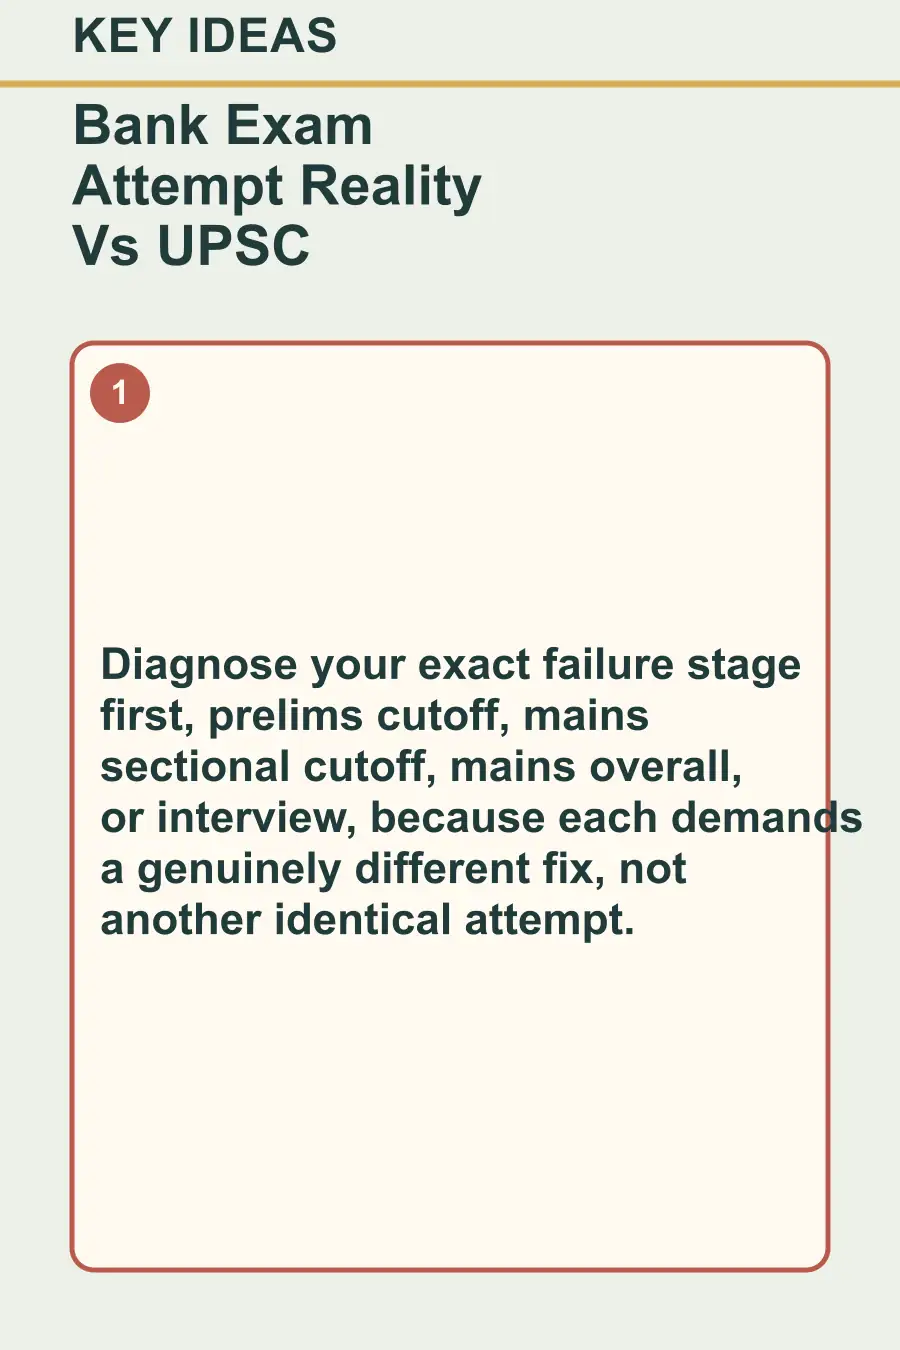 KEY IDEAS
Bank Exam
Attempt Reality
Vs UPSC
1
Diagnose your exact failure stage
first, prelims cutoff, mains
sectional cutoff, mains overall,
or interview, because each demands
a genuinely different fix, not
another identical attempt.